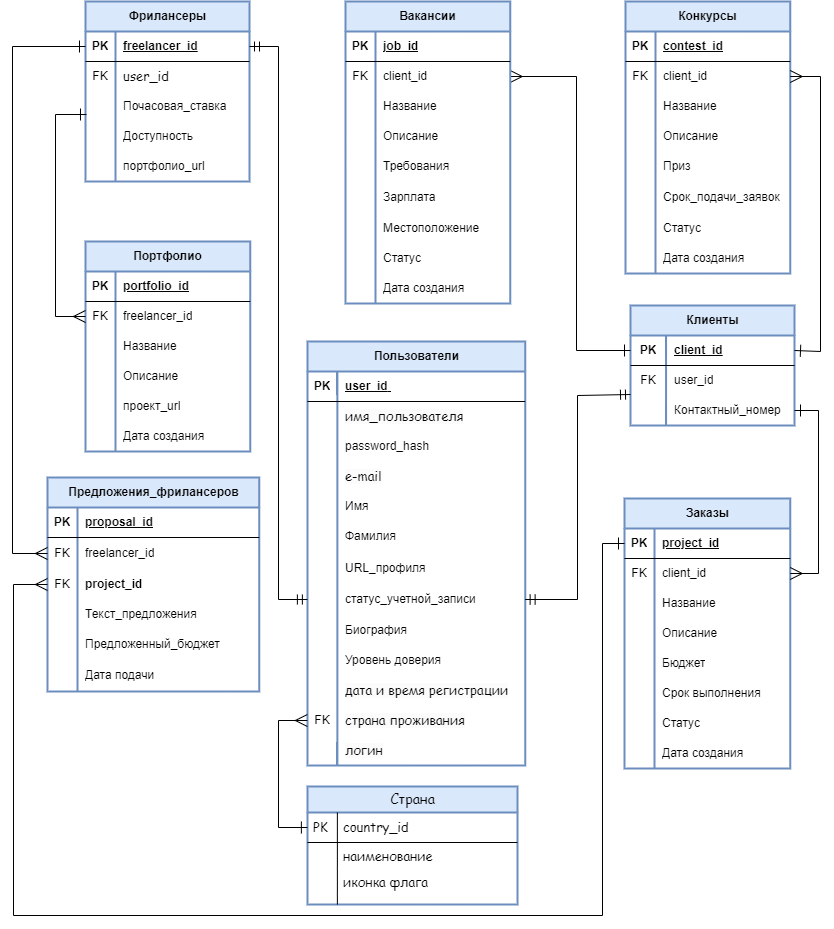 Фрилансеры
PK freelancer_id
FK user_id
Почасовая_ставка
Доступность
портфолио_url
Вакансии
PK job_id
FK client_id
Название
Описание
Требования
Зарплата
Местоположение
Статус
Дата создания
Конкурсы
PK contest_id
FK client_id
Название
Описание
Приз
Срок_подачи_заявок
Статус
Дата создания
Портфолио
PK portfolio_id
FK freelancer_id
Название
Описание
проект_url
Дата создания
Клиенты
PK client_id
FK user_id
Контактный_номер
Пользователи
PK user_id
имя_пользователя
password_hash
e-mail
Имя
Фамилия
URL_профиля
статус_учетной_записи
Биография
Уровень доверия
дата и время регистрации
FK страна проживания
логин
Предложения_фрилансеров
PK proposal_id
FK freelancer_id
FK project_id
Текст_предложения
Предложенный_бюджет
Дата подачи
Заказы
PK project_id
FK client_id
Название
Описание
Бюджет
Срок выполнения
Статус
Дата создания
Страна
PK country_id
наименование
иконка флага